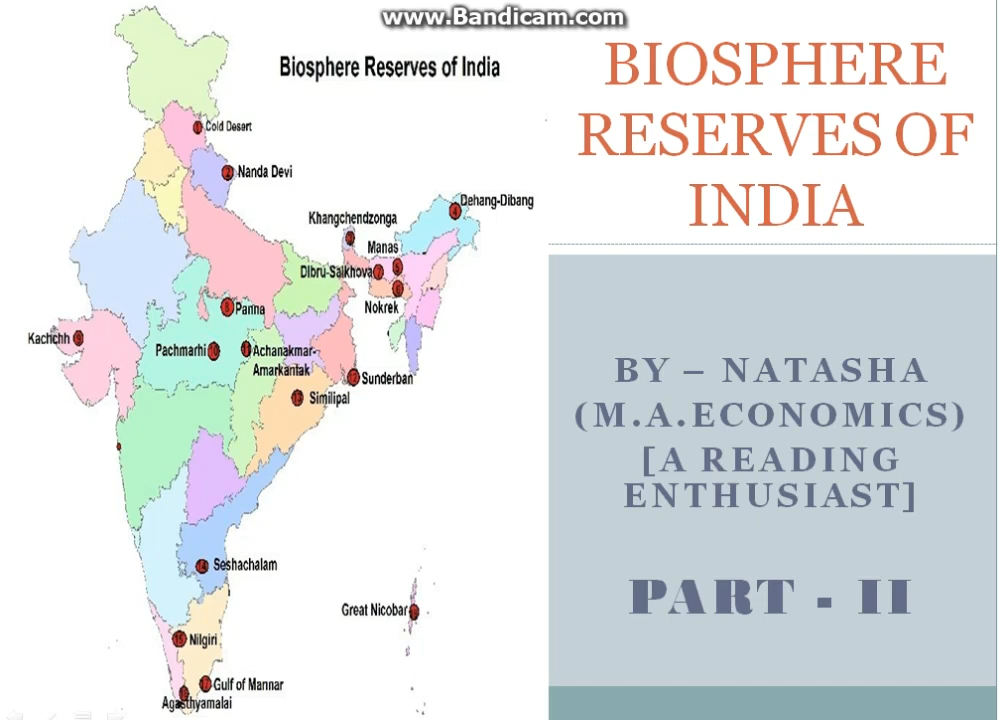 www.Bandicam.com
Biosphere Reserves of India
Cold Desert
Nanda Devi
Dehang-Dibang
Khangchendzonga
Manas
Dibru-Saikhova
Nokrek
Panna
Kachchh
Pachmarhi
Achanakmar-
Amarkantak
Sunderban
Similipal
Seshachalam
Great Nicobar
Nilgiri
Gulf of Mannar
Agasthyamalai
BIOSPHERE
RESERVES OF
INDIA
BY – NATASHA
(M.A.ECONOMICS)
[A READING
ENTHUSIAST]
PART - II